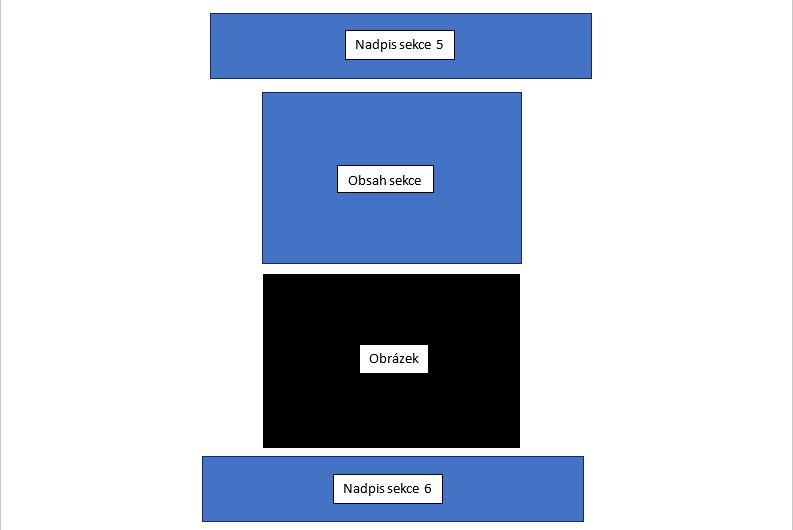 Nadpis sekce 5
Obsah sekce
Obrázek
Nadpis sekce 6